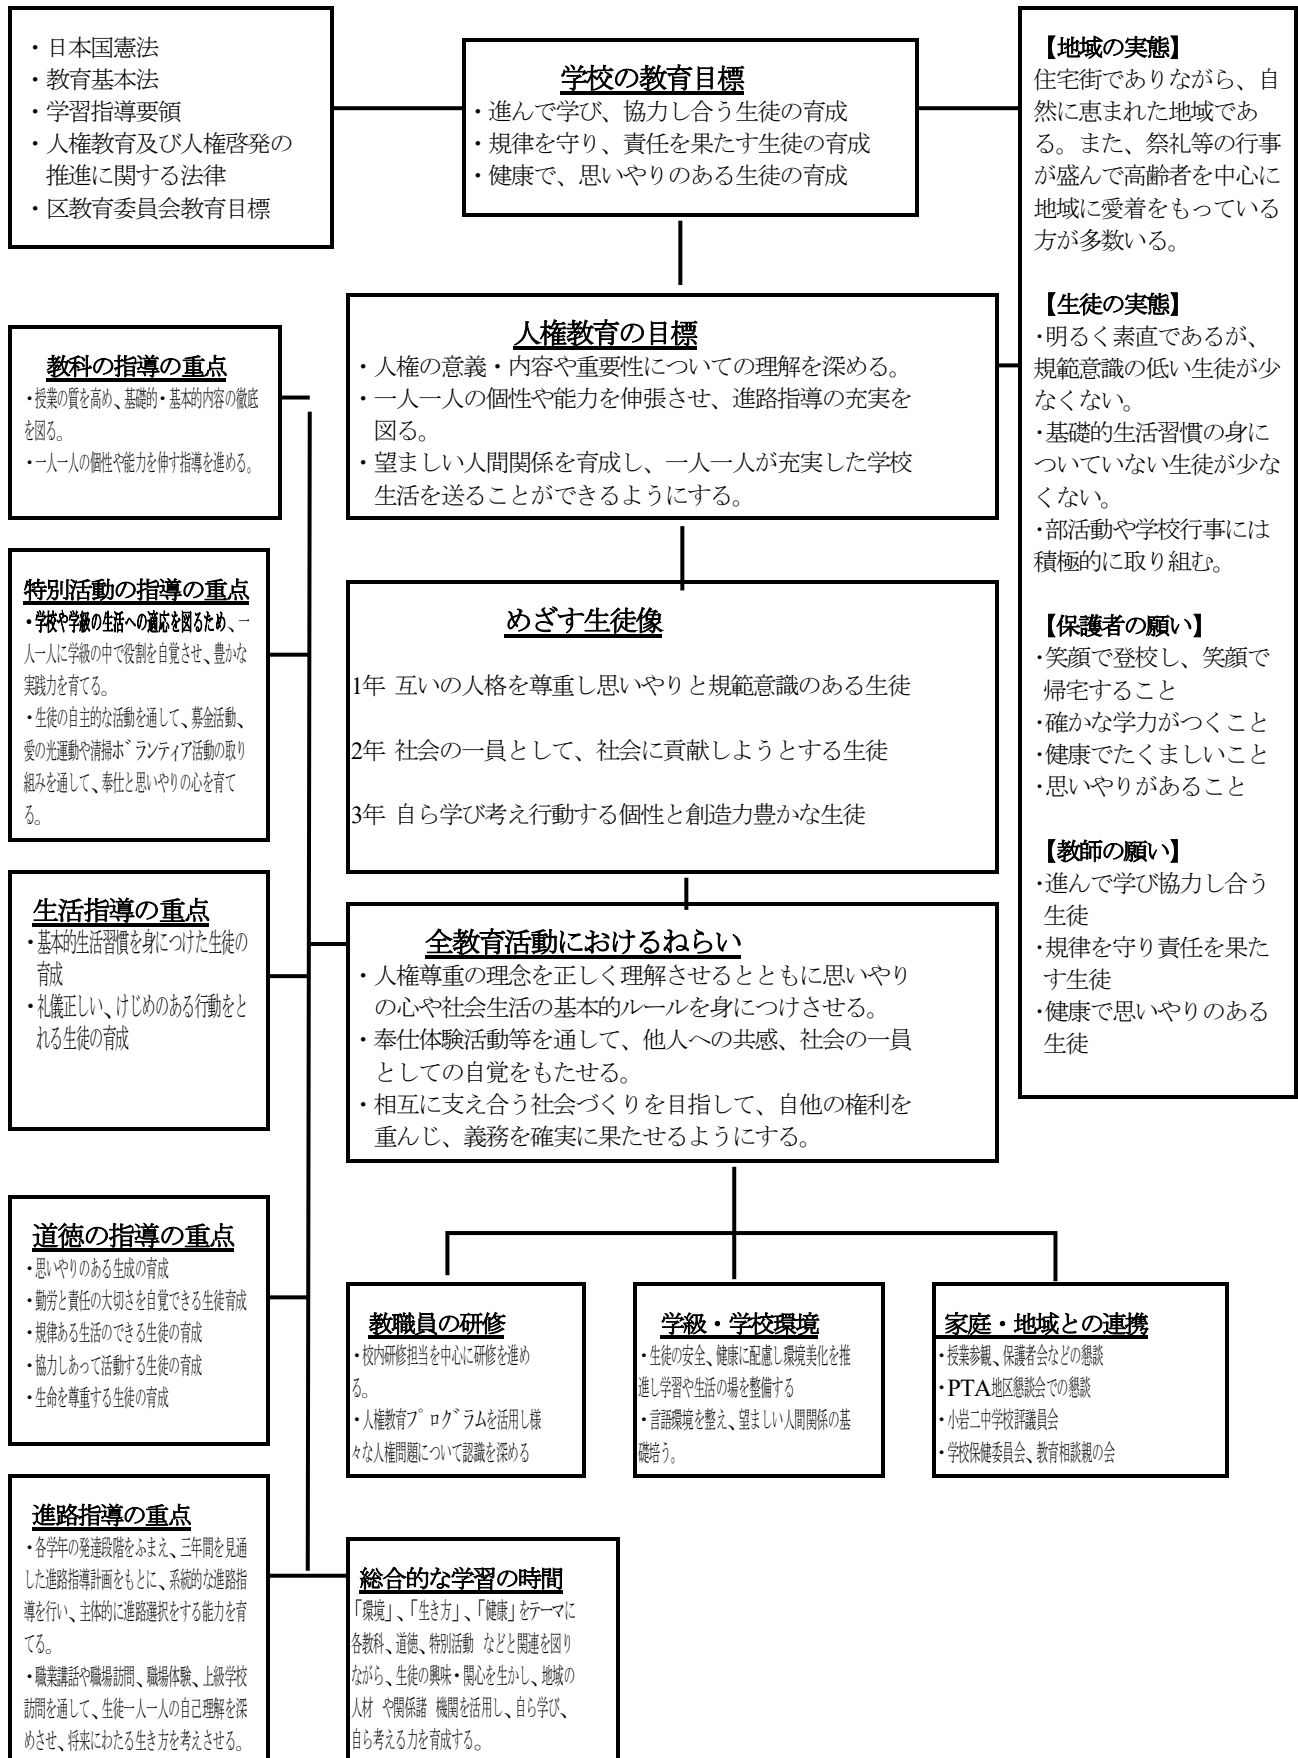 ・日本国憲法
・教育基本法
・学習指導要領
・人権教育及び人権啓発の
推進に関する法律
・区教育委員会教育目標
学校の教育目標
・進んで学び、協力し合う生徒の育成
・規律を守り、責任を果たす生徒の育成
・健康で、思いやりのある生徒の育成
【地域の実態】
住宅街でありながら、自
然に恵まれた地域であ
る。また、祭礼等の行事
が盛んで高齢者を中心に
地域に愛着をもっている
方が多数いる。
【生徒の実態】
・明るく素直であるが、
規範意識の低い生徒が少
なくない。
・基礎的生活習慣の身に
ついていない生徒が少な
くない。
・部活動や学校行事には
積極的に取り組む。
【保護者の願い】
・笑顔で登校し、笑顔で
帰宅すること
・確かな学力がつくこと
・健康でたくましいこと
・思いやりがあること
【教師の願い】
・進んで学び協力し合う
生徒
・規律を守り責任を果た
す生徒
・健康で思いやりのある
生徒
人権教育の目標
・人権の意義・内容や重要性についての理解を深める。
・一人一人の個性や能力を伸張させ、進路指導の充実を
図る。
・望ましい人間関係を育成し、一人一人が充実した学校
生活を送ることができるようにする。
教科の指導の重点
・授業の質を高め、基礎的・基本的内容の徹底
を図る。
・一人一人の個性や能力を伸す指導を進める。
特別活動の指導の重点
・学校や学級の生活への適応を図るため、一
人一人に学級の中で役割を自覚させ、豊かな
実践力を育てる。
・生徒の自主的な活動を通して、募金活動、
愛の光運動や清掃ボランティア活動の取り
組みを通して、奉仕と思いやりの心を育て
る。
めざす生徒像
1年 互いの人格を尊重し思いやりと規範意識のある生徒
2年 社会の一員として、社会に貢献しようとする生徒
3年 自ら学び考え行動する個性と創造力豊かな生徒
生活指導の重点
・基本的生活習慣を身につけた生徒の
育成
・礼儀正しい、けじめのある行動をと
れる生徒の育成
全教育活動におけるねらい
・人権尊重の理念を正しく理解させるとともに思いやり
の心や社会生活の基本的ルールを身につけさせる。
・奉仕体験活動等を通して、他人への共感、社会の一員
としての自覚をもたせる。
・相互に支え合う社会づくりを目指して、自他の権利を
重んじ、義務を確実に果たせるようにする。
道徳の指導の重点
・思いやりのある生成の育成
・勤労と責任の大切さを自覚できる生徒育成
・規律ある生活のできる生徒の育成
・協力しあって活動する生徒の育成
・生命を尊重する生徒の育成
教職員の研修
・校内研修担当を中心に研修を進め
る。
・人権教育プログラムを活用し様
々な人権問題について認識を深める
学級・学校環境
・生徒の安全、健康に配慮し環境美化を推
進し学習や生活の場を整備する
・言語環境を整え、望ましい人間関係の基
礎培う。
家庭・地域との連携
・授業参観、保護者会などの懇談
・PTA地区懇談会での懇談
・小岩二中学校評議員会
・学校保健委員会、教育相談親の会
進路指導の重点
・各学年の発達段階をふまえ、三年間を見通
した進路指導計画をもとに、系統的な進路指
導を行い、主体的に進路選択をする能力を育
てる。
・職業講話や職場訪問、職場体験、上級学校
訪問を通して、生徒一人一人の自己理解を深
めさせ、将来にわたる生き方を考えさせる。
総合的な学習の時間
「環境」、「生き方」、「健康」をテーマに
各教科、道徳、特別活動 などと関連を図り
ながら、生徒の興味・関心を生かし、地域の
人材 や関係諸 機関を活用し、自ら学び、
自ら考える力を育成する。